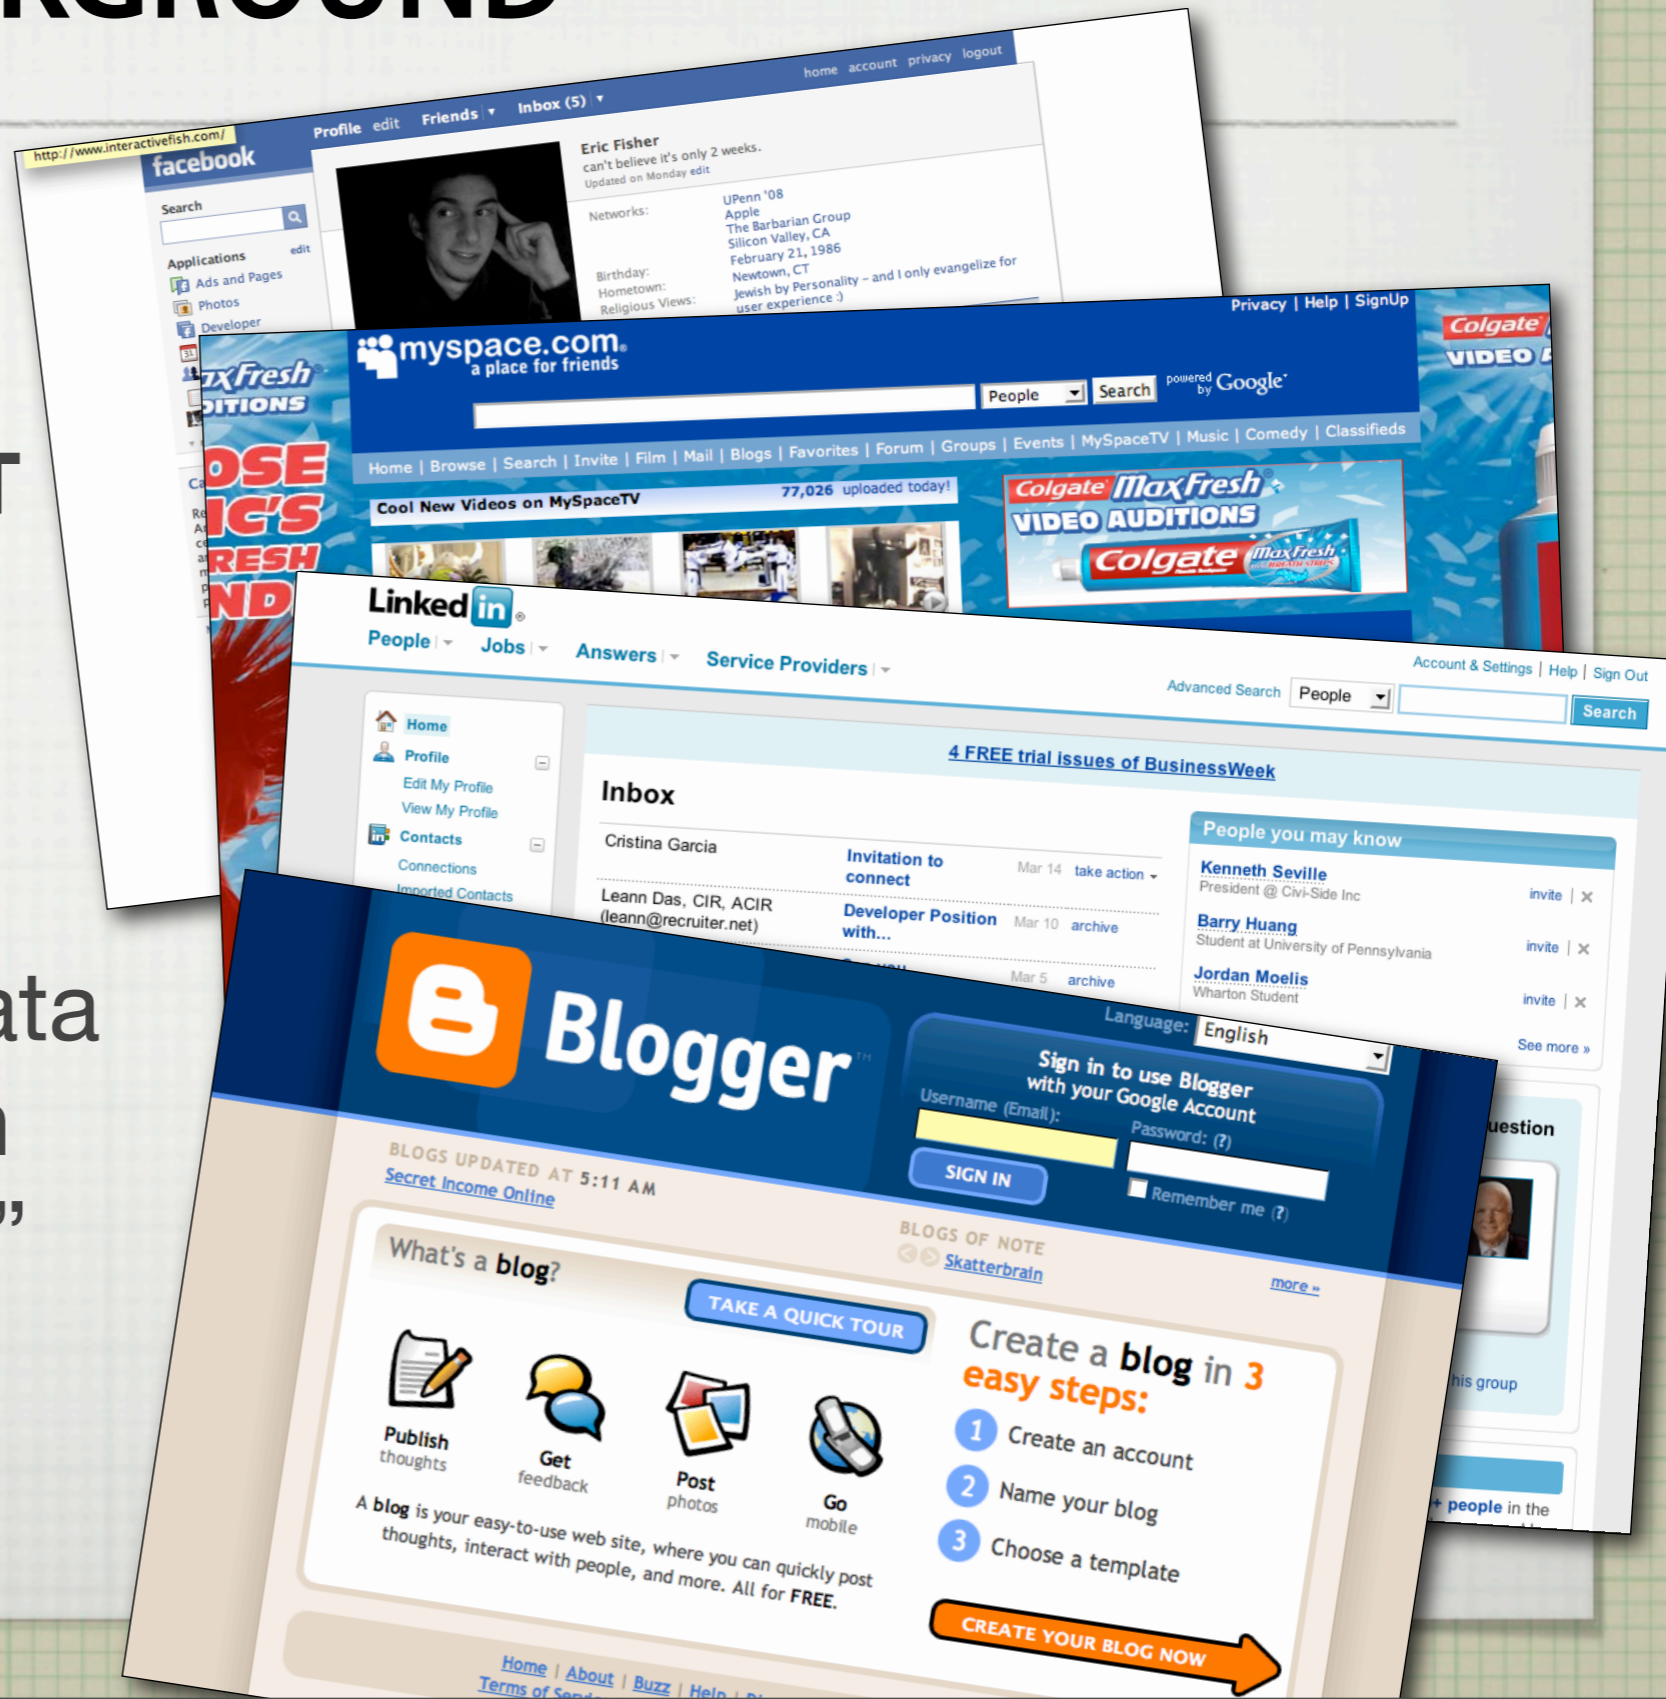 RGROUND
http://www.interactivefish.com/
facebook
Profile edit Friends Inbox (5)
home account privacy logout
Search
Applications edit
Ads and Pages
Photos
Developer
31
Eric Fisher
can't believe it's only 2 weeks.
Updated on Monday edit
Networks: UPenn '08
Apple
The Barbarian Group
Silicon Valley, CA
Birthday: February 21, 1986
Hometown: Newtown, CT
Religious Views: Jewish by Personality – and I only evangelize for
user experience :)
T
ata
”
Privacy | Help | SignUp
myspace.com
a place for friends
People Search powered by Google
Home | Browse | Search | Invite | Film | Mail | Blogs | Favorites | Forum | Groups | Events | MySpaceTV | Music | Comedy | Classifieds
axFresh
DITIONS
OSE
IC'S
RESH
ND
Colgate
VIDEO A
Cool New Videos on MySpaceTV 77,026 uploaded today!
Colgate MaxFresh
VIDEO AUDITIONS
Colgate MaxFresh
Linked in
People Jobs Answers Service Providers
Account & Settings | Help | Sign Out
Advanced Search People Search
Home
Profile
Edit My Profile
View My Profile
Contacts
Connections
Imported Contacts
4 FREE trial issues of BusinessWeek
Inbox
Cristina Garcia Invitation to connect Mar 14 take action
Leann Das, CIR, ACIR
(leann@recruiter.net) Developer Position with... Mar 10 archive
Mar 5 archive
People you may know
Kenneth Seville
President @ Civi-Side Inc invite
Barry Huang
Student at University of Pennsylvania invite
Jordan Moelis
Wharton Student invite
See more »
uestion
his group
+ people in the
Blogger™
Language: English
Sign in to use Blogger
with your Google Account
Username (Email): Password: (?)
SIGN IN Remember me (?)
BLOGS UPDATED AT 5:11 AM
Secret Income Online
BLOGS OF NOTE
Skatterbrain
more »
What's a blog?
TAKE A QUICK TOUR
Publish
thoughts
Get
feedback
Post
photos
Go
mobile
A blog is your easy-to-use web site, where you can quickly post
thoughts, interact with people, and more. All for FREE.
Create a blog in 3
easy steps:
1 Create an account
2 Name your blog
3 Choose a template
CREATE YOUR BLOG NOW
Home | About | Buzz | Help |
Terms of